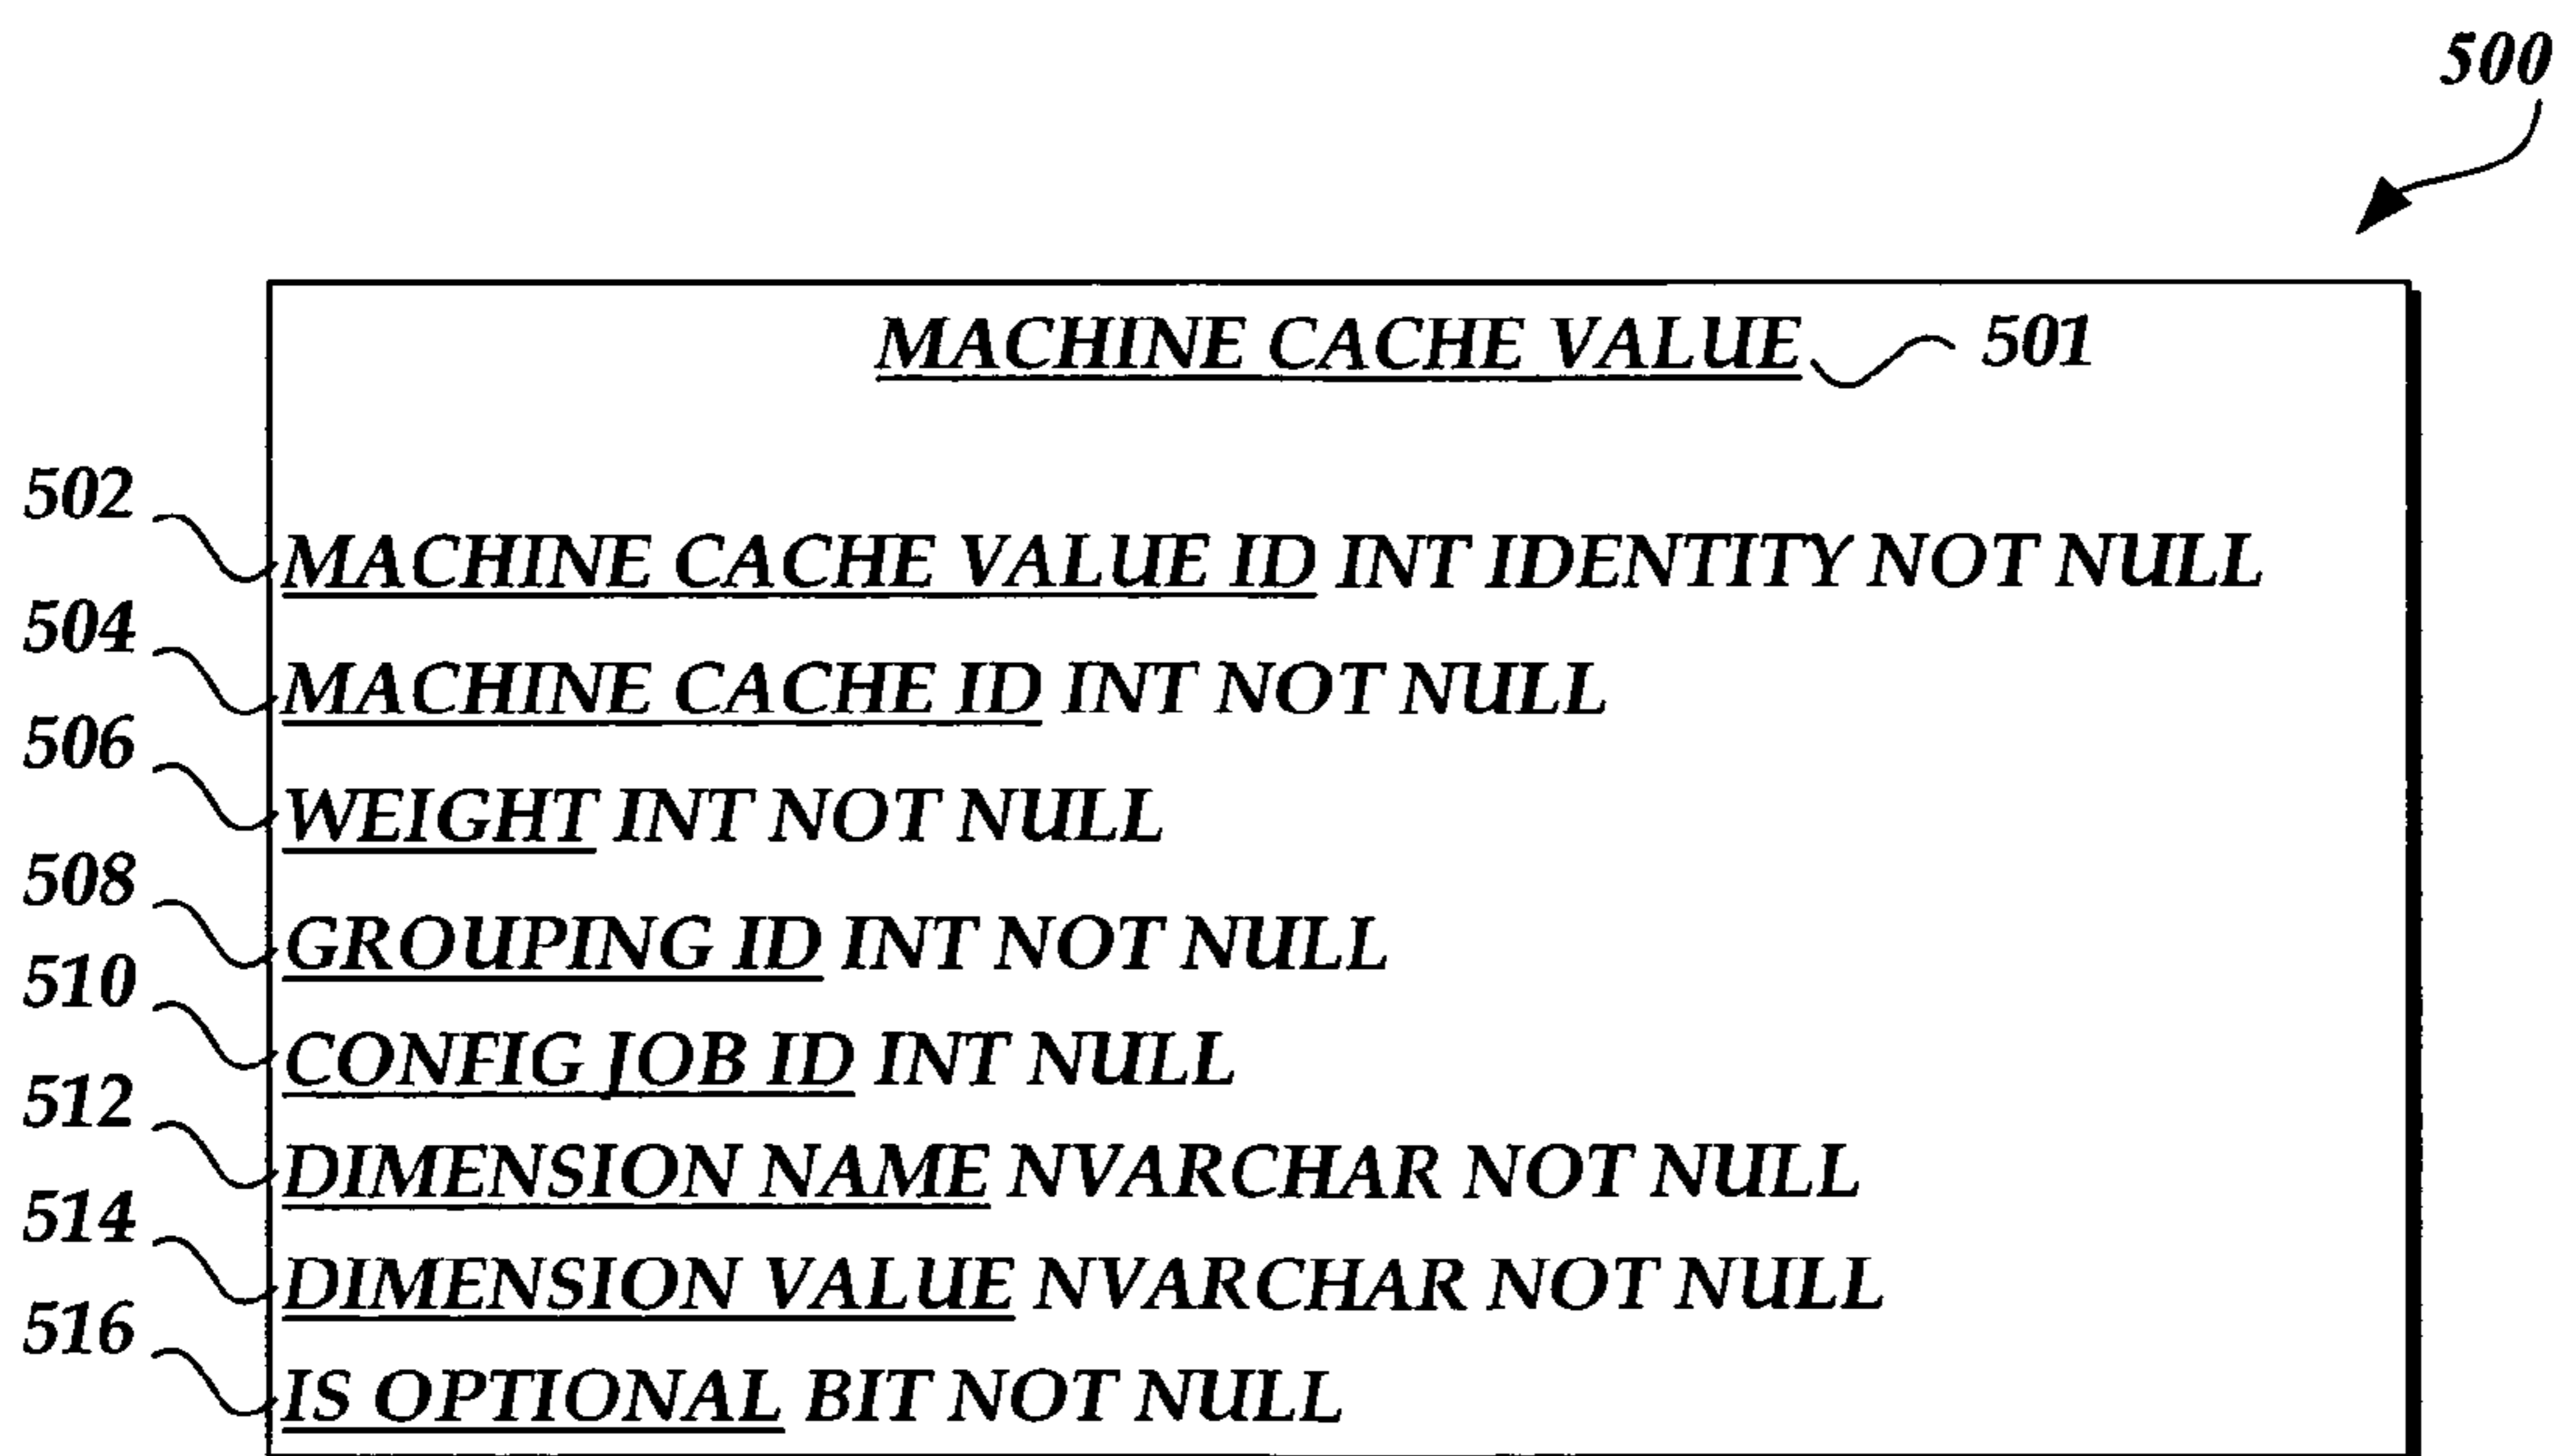 500
MACHINE CACHE VALUE 501
502
MACHINE CACHE VALUE ID INT IDENTITY NOT NULL
504
MACHINE CACHE ID INT NOT NULL
506
WEIGHT INT NOT NULL
508
GROUPING ID INT NOT NULL
510
CONFIG JOB ID INT NULL
512
DIMENSION NAME NVARCHAR NOT NULL
514
DIMENSION VALUE NVARCHAR NOT NULL
516
IS OPTIONAL BIT NOT NULL